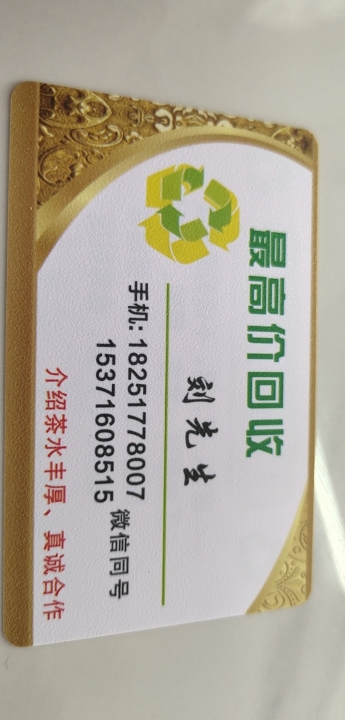 最高价回收
刘先生
手机: 18251778007
15371608515 微信同号
介绍茶水丰厚、真诚合作